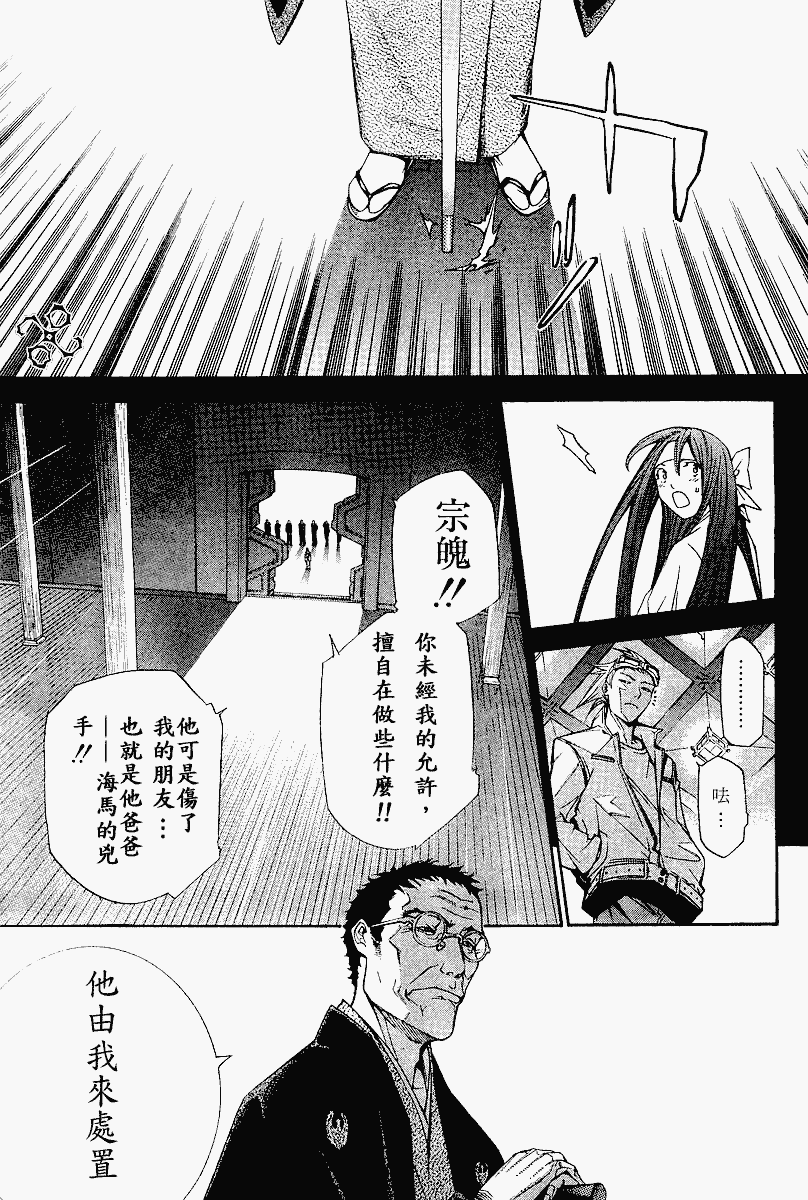 カッ
…………
呿…
宗魄!!
你未經我的允許，
擅自在做些什麼!!
他可是傷了
我的朋友…
也就是他爸爸
——海馬的兇
手!!
他由我來處置